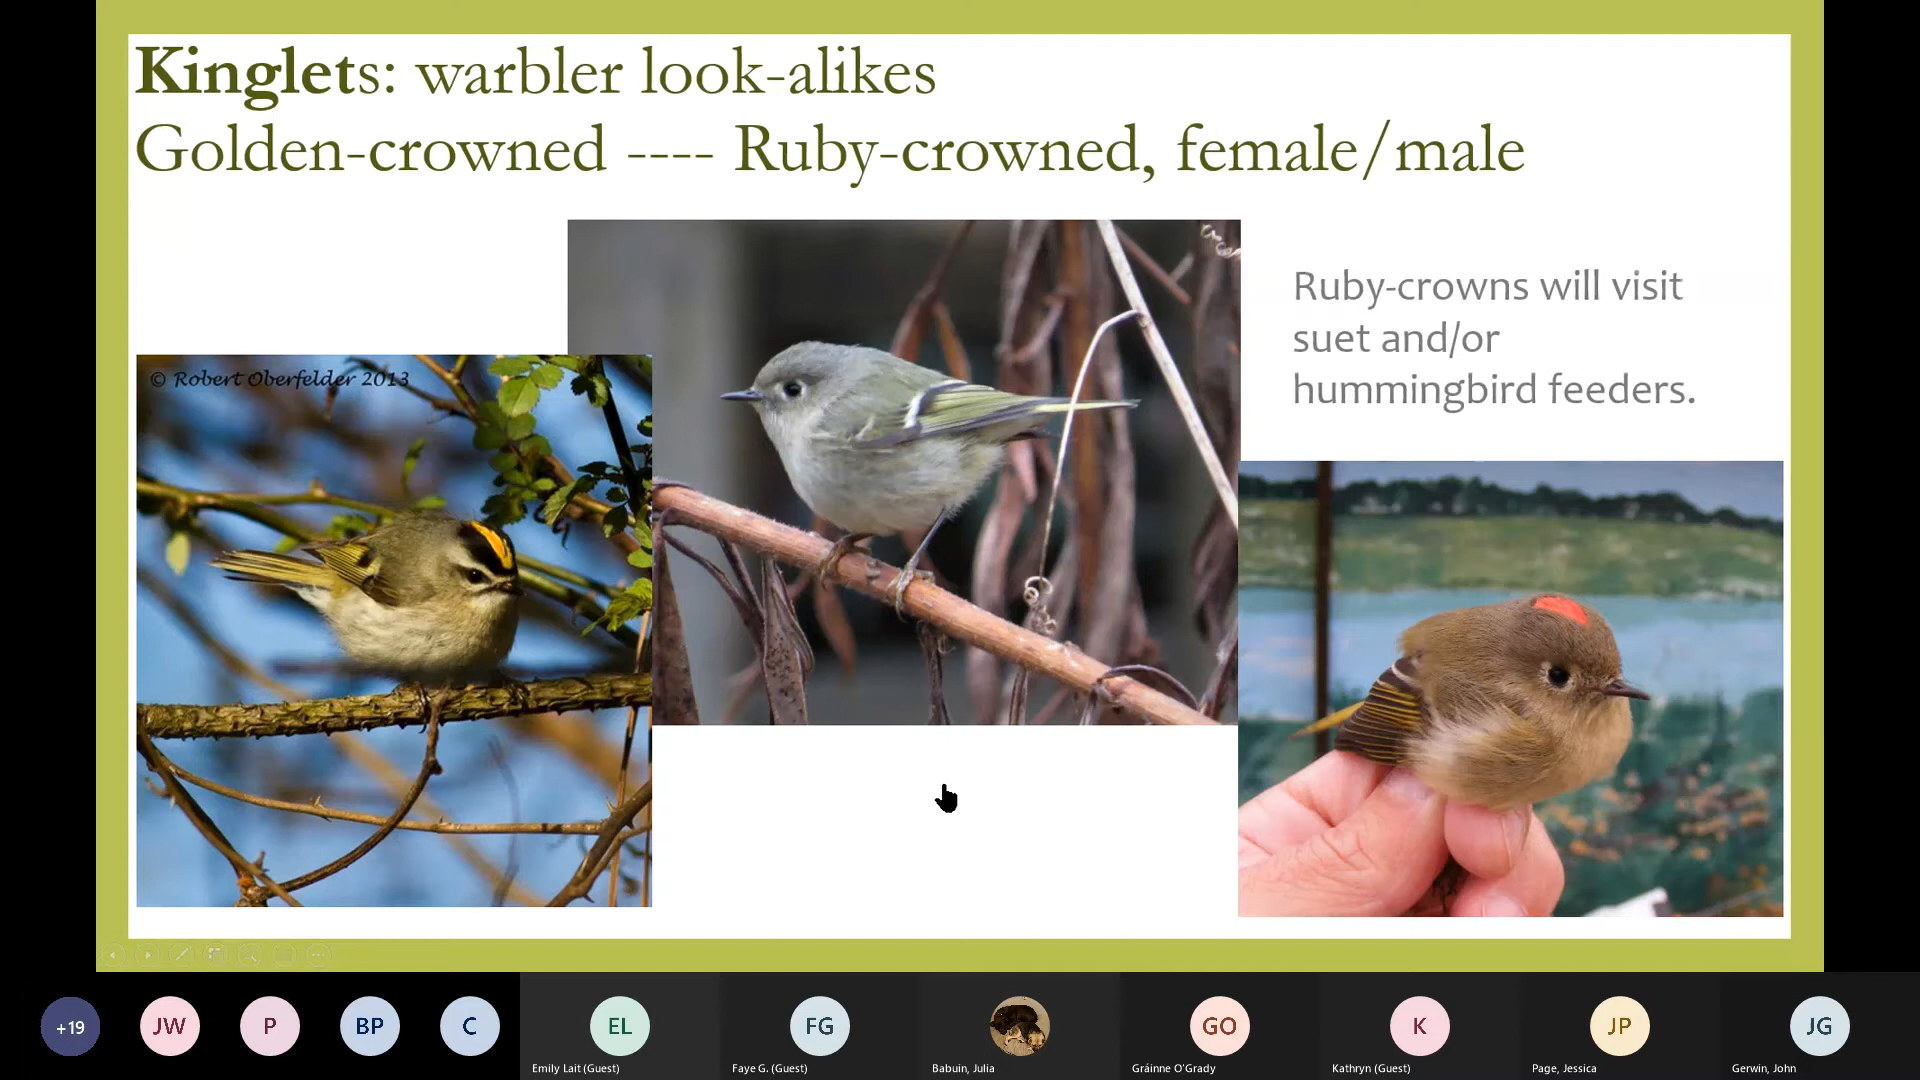 Kinglets: warbler look-alikes
Golden-crowned ---- Ruby-crowned, female/male
Ruby-crowns will visit
suet and/or
hummingbird feeders.
© Robert Oberfelder 2013
+19
JW
P
BP
C
EL
FG
GO
K
JP
JG
Emily Lait (Guest)
Faye G. (Guest)
Babuin, Julia
Gráinne O'Grady
Kathryn (Guest)
Page, Jessica
Gerwin, John